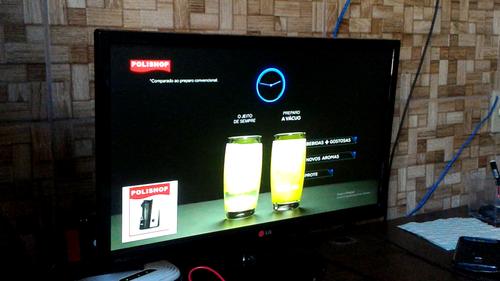 POLISHOP
*Comparado ao preparo convencional.
O JEITO
DE SEMPRE
PREPARO
A VÁCUO
BEBIDAS + GOSTOSAS
NOVOS AROMAS
POLISHOP
LG